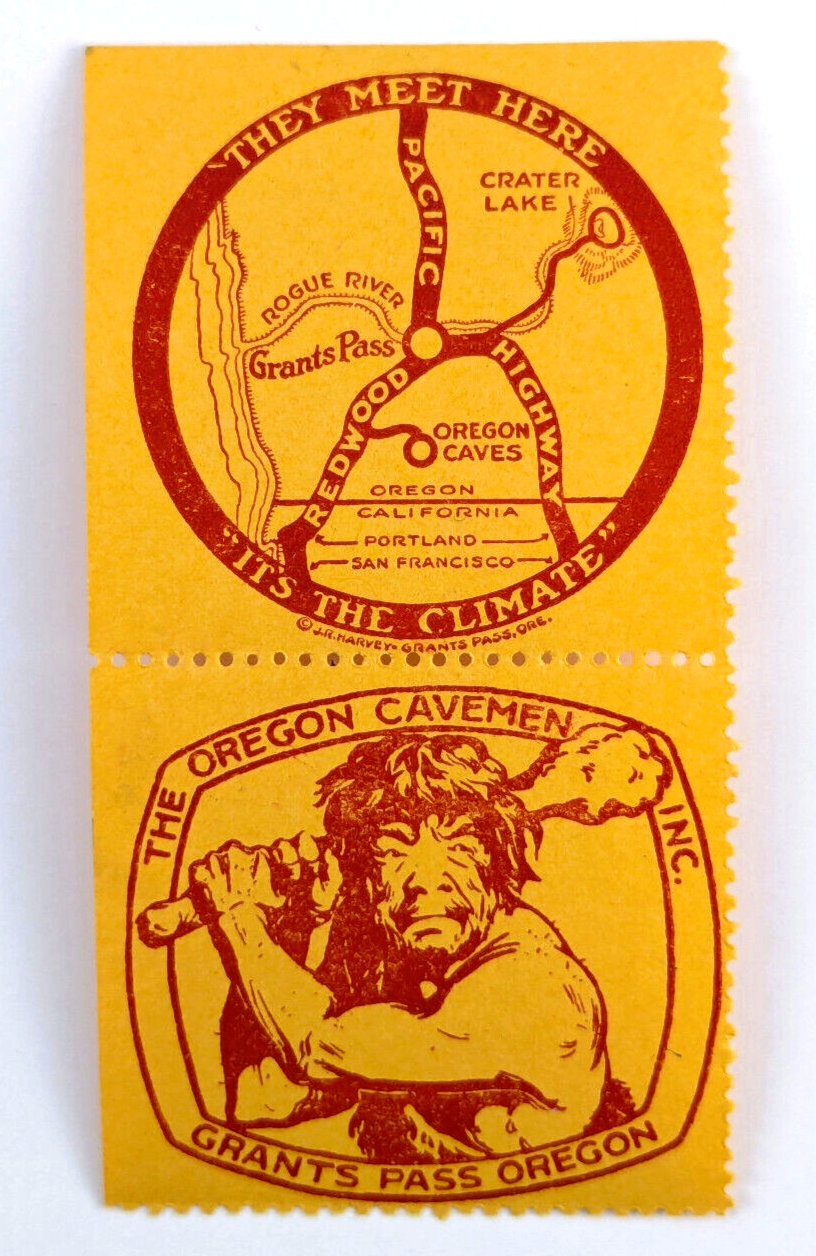 "THEY MEET HERE
PACIFIC
CRATER
LAKE
ROGUE RIVER
Grants Pass
REDWOOD
HIGHWAY
OREGON
CAVES
OREGON
CALIFORNIA
PORTLAND
SAN FRANCISCO
"IT'S THE CLIMATE"
© J.R. HARVEY - GRANTS PASS, ORE.
THE OREGON CAVEMEN INC.
GRANTS PASS OREGON